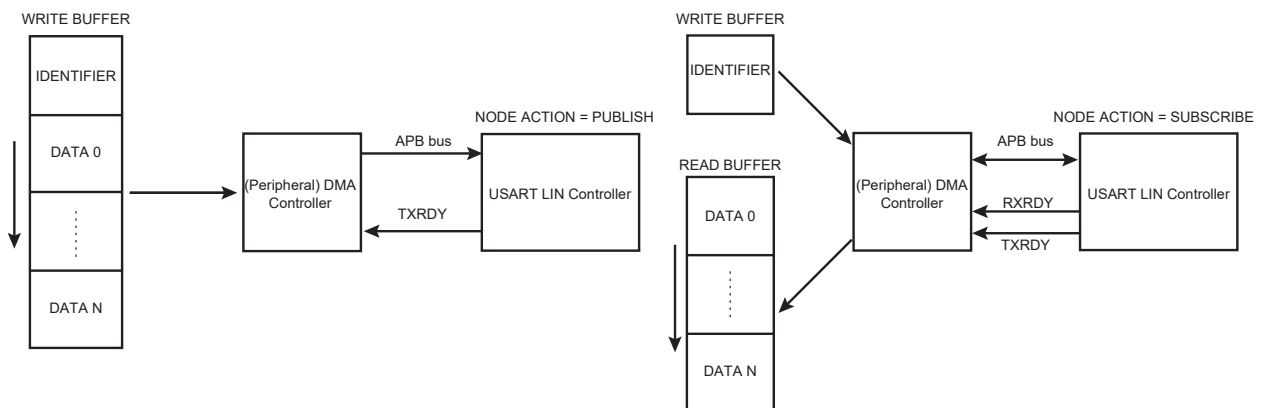 WRITE BUFFER
IDENTIFIER
DATA 0
DATA N
(Peripheral) DMA
Controller
APB bus
TXRDY
NODE ACTION = PUBLISH
USART LIN Controller
WRITE BUFFER
IDENTIFIER
READ BUFFER
DATA 0
DATA N
(Peripheral) DMA
Controller
APB bus
RXRDY
TXRDY
NODE ACTION = SUBSCRIBE
USART LIN Controller